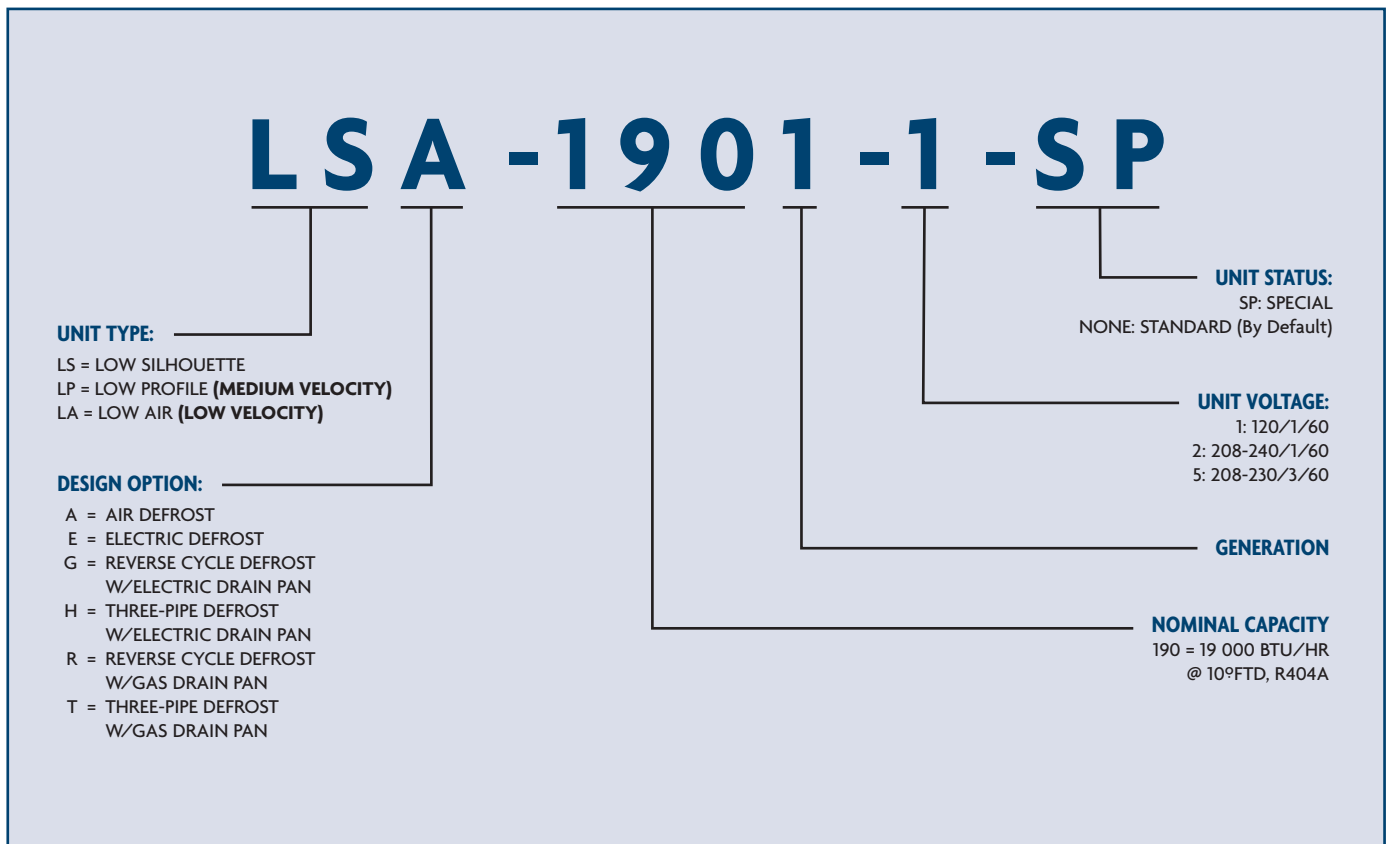 LSA-1901-1-SP
UNIT TYPE:
LS = LOW SILHOUETTE
LP = LOW PROFILE (MEDIUM VELOCITY)
LA = LOW AIR (LOW VELOCITY)
DESIGN OPTION:
A = AIR DEFROST
E = ELECTRIC DEFROST
G = REVERSE CYCLE DEFROST
W/ELECTRIC DRAIN PAN
H = THREE-PIPE DEFROST
W/ELECTRIC DRAIN PAN
R = REVERSE CYCLE DEFROST
W/GAS DRAIN PAN
T = THREE-PIPE DEFROST
W/GAS DRAIN PAN
UNIT STATUS:
SP: SPECIAL
NONE: STANDARD (By Default)
UNIT VOLTAGE:
1: 120/1/60
2: 208-240/1/60
5: 208-230/3/60
GENERATION
NOMINAL CAPACITY
190 = 19 000 BTU/HR
@ 10ºFTD, R404A